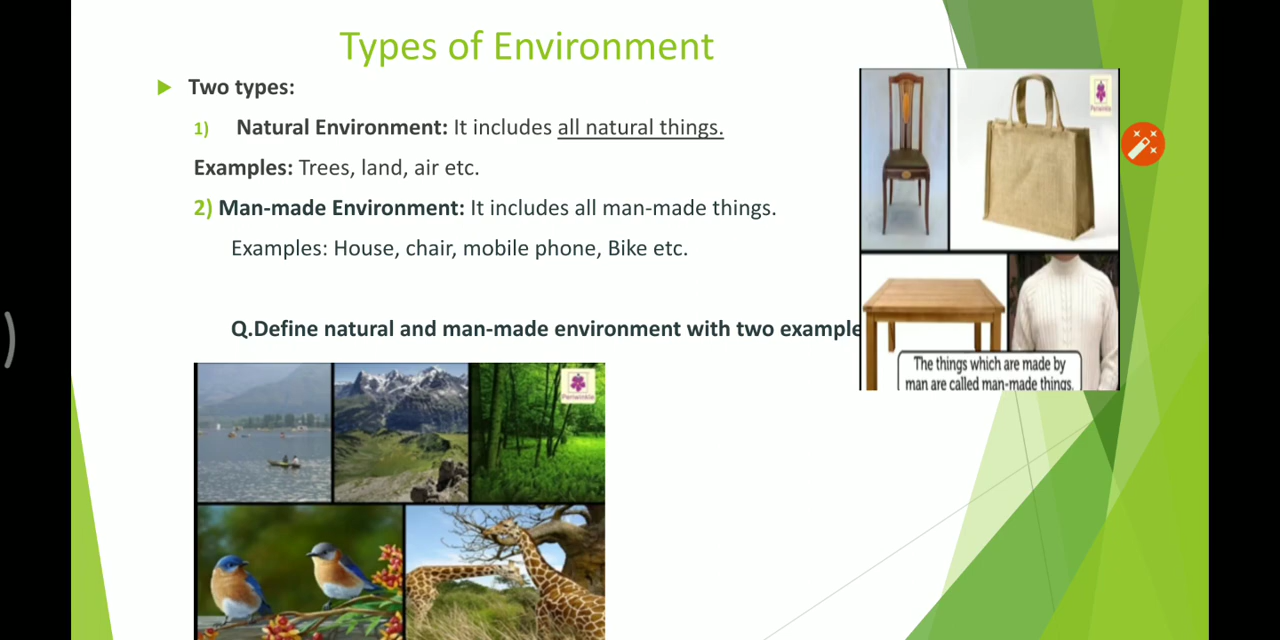 Types of Environment
Two types:
1) Natural Environment: It includes all natural things.
Examples: Trees, land, air etc.
2) Man-made Environment: It includes all man-made things.
Examples: House, chair, mobile phone, Bike etc.
Q.Define natural and man-made environment with two example
Periwinkle
The things which are made by
man are called man-made things.
Periwinkle